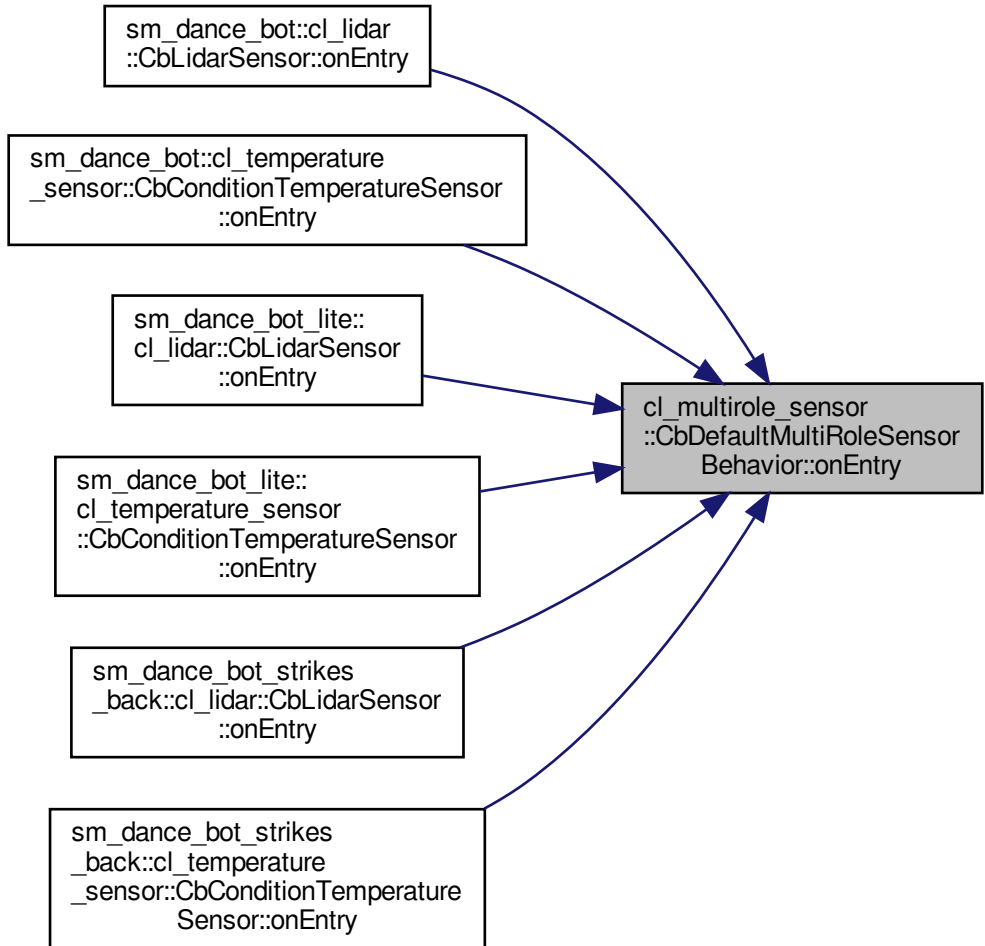 sm_dance_bot::cl_lidar
::CbLidarSensor::onEntry
sm_dance_bot::cl_temperature
_sensor::CbConditionTemperatureSensor
::onEntry
sm_dance_bot_lite::
cl_lidar::CbLidarSensor
::onEntry
cl_multirole_sensor
::CbDefaultMultiRoleSensor
Behavior::onEntry
sm_dance_bot_lite::
cl_temperature_sensor
::CbConditionTemperatureSensor
::onEntry
sm_dance_bot_strikes
_back::cl_lidar::CbLidarSensor
::onEntry
sm_dance_bot_strikes
_back::cl_temperature
_sensor::CbConditionTemperature
Sensor::onEntry